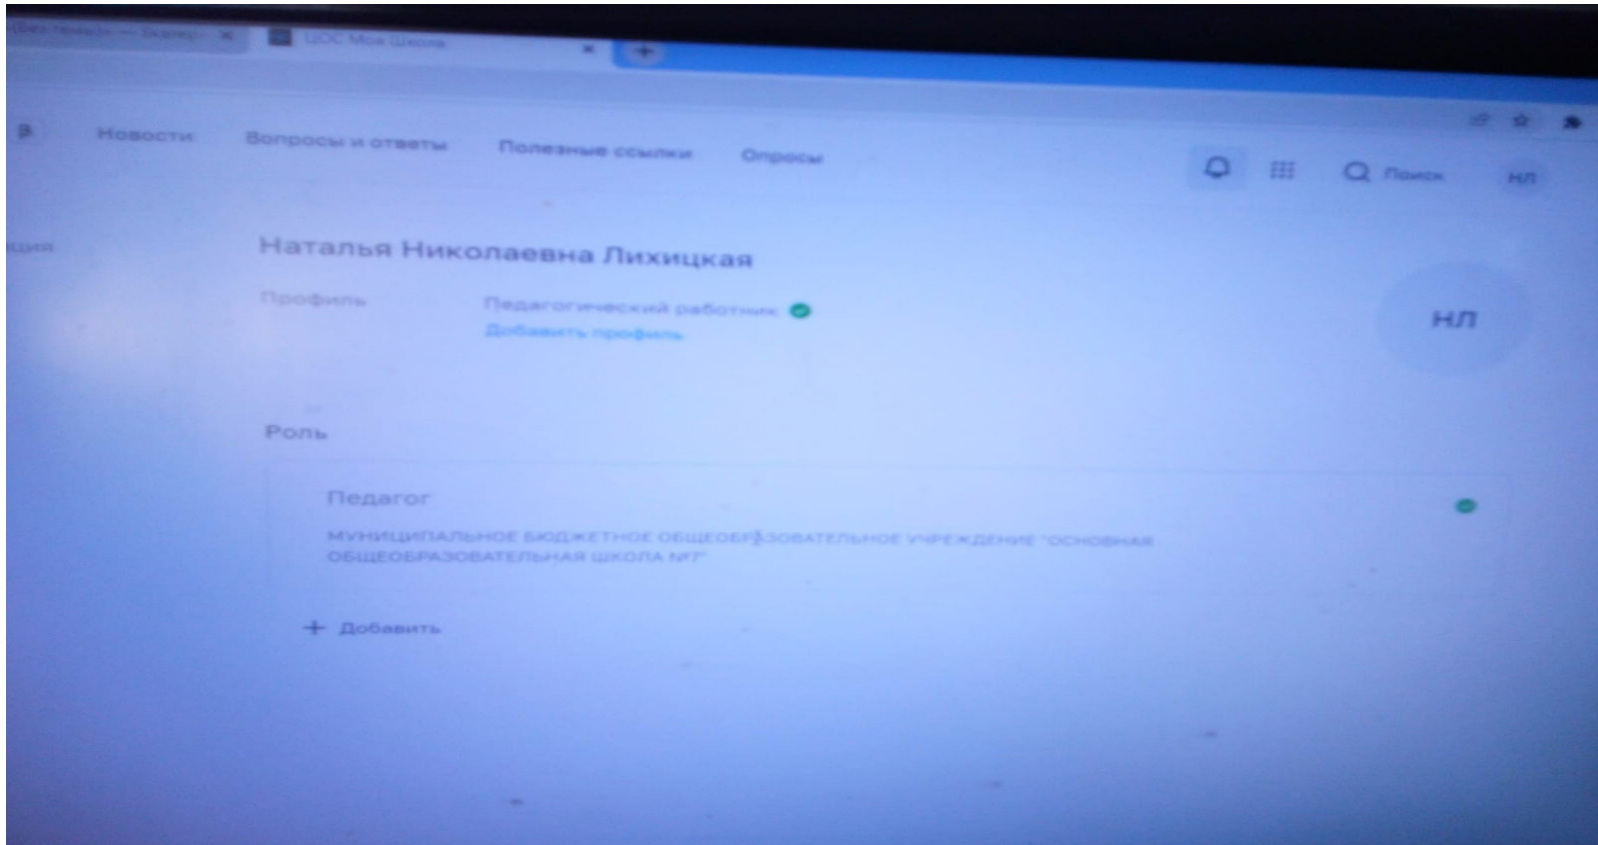 ЦОС Моя Школа
Новости Вопросы и ответы Полезные ссылки Опросы Поиск НЛ
Наталья Николаевна Лихицкая
Профиль Педагогический работник
Добавить профиль
НЛ
Роль
Педагог
МУНИЦИПАЛЬНОЕ БЮДЖЕТНОЕ ОБЩЕОБРАЗОВАТЕЛЬНОЕ УЧРЕЖДЕНИЕ "ОСНОВНАЯ
ОБЩЕОБРАЗОВАТЕЛЬНАЯ ШКОЛА №7"
+ Добавить